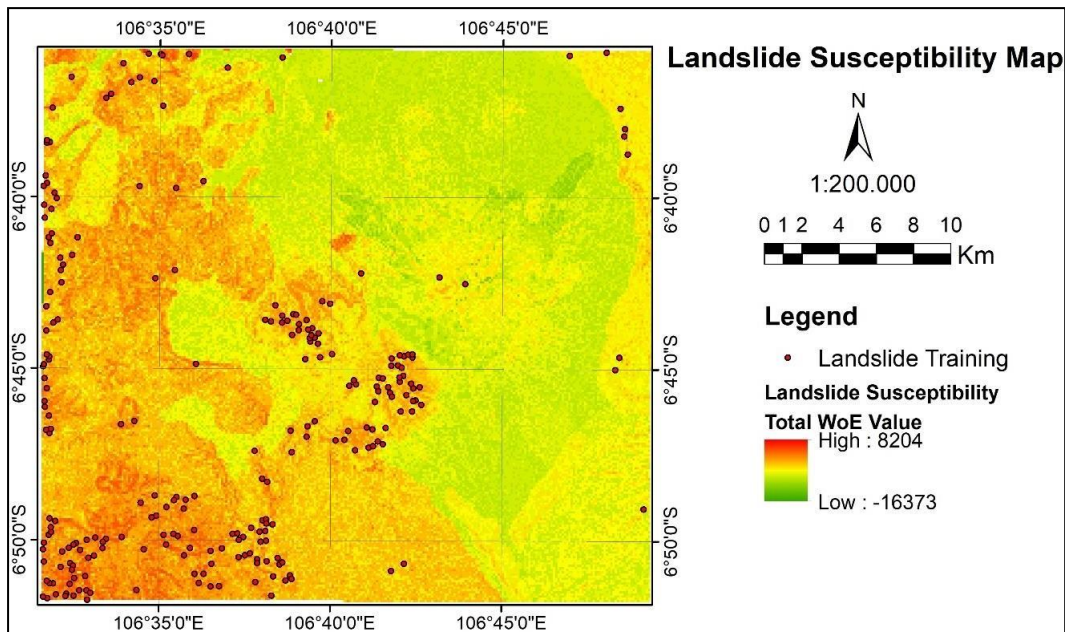 106°35'0"E 106°40'0"E 106°45'0"E
Landslide Susceptibility Map
N
1:200.000
0 1 2 4 6 8 10
Km
6°40'0"S 6°40'0"S
6°45'0"S 6°45'0"S
6°50'0"S 6°50'0"S
Legend
Landslide Training
Landslide Susceptibility
Total WoE Value
High : 8204
Low : -16373
106°35'0"E 106°40'0"E 106°45'0"E